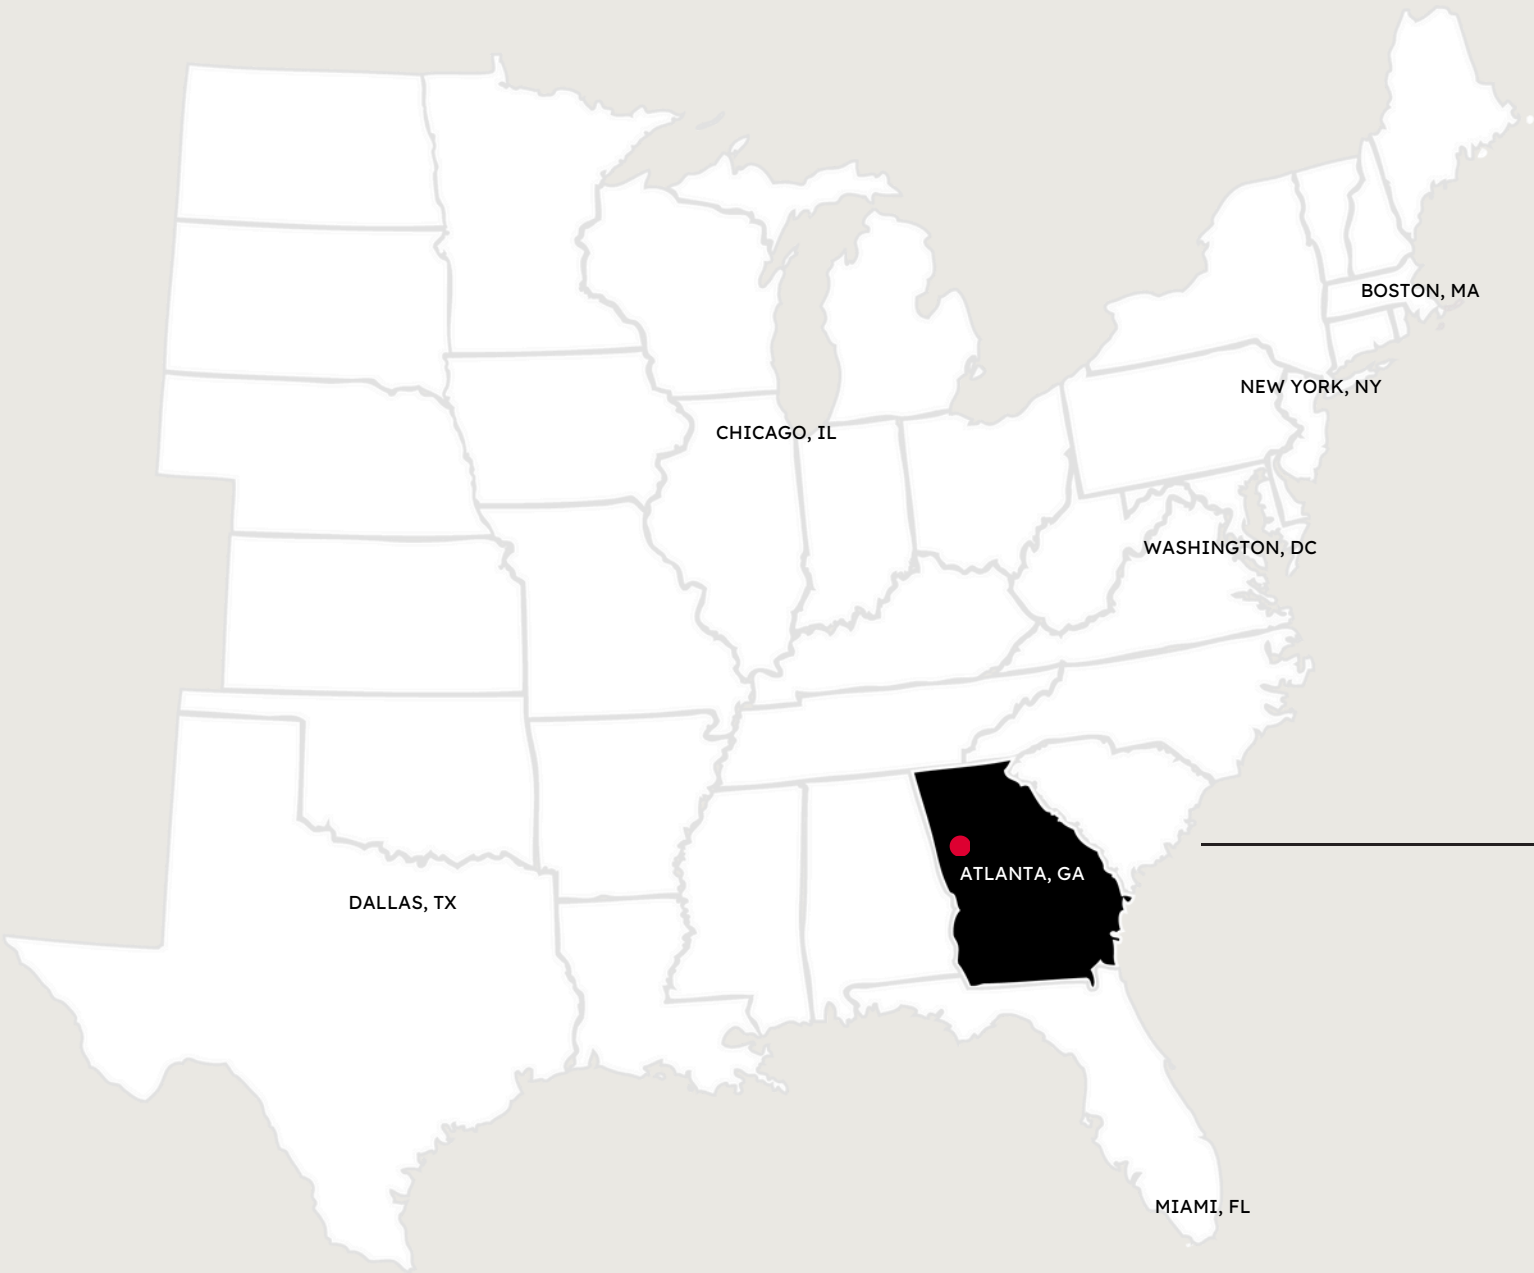 BOSTON, MA
NEW YORK, NY
CHICAGO, IL
WASHINGTON, DC
ATLANTA, GA
DALLAS, TX
MIAMI, FL